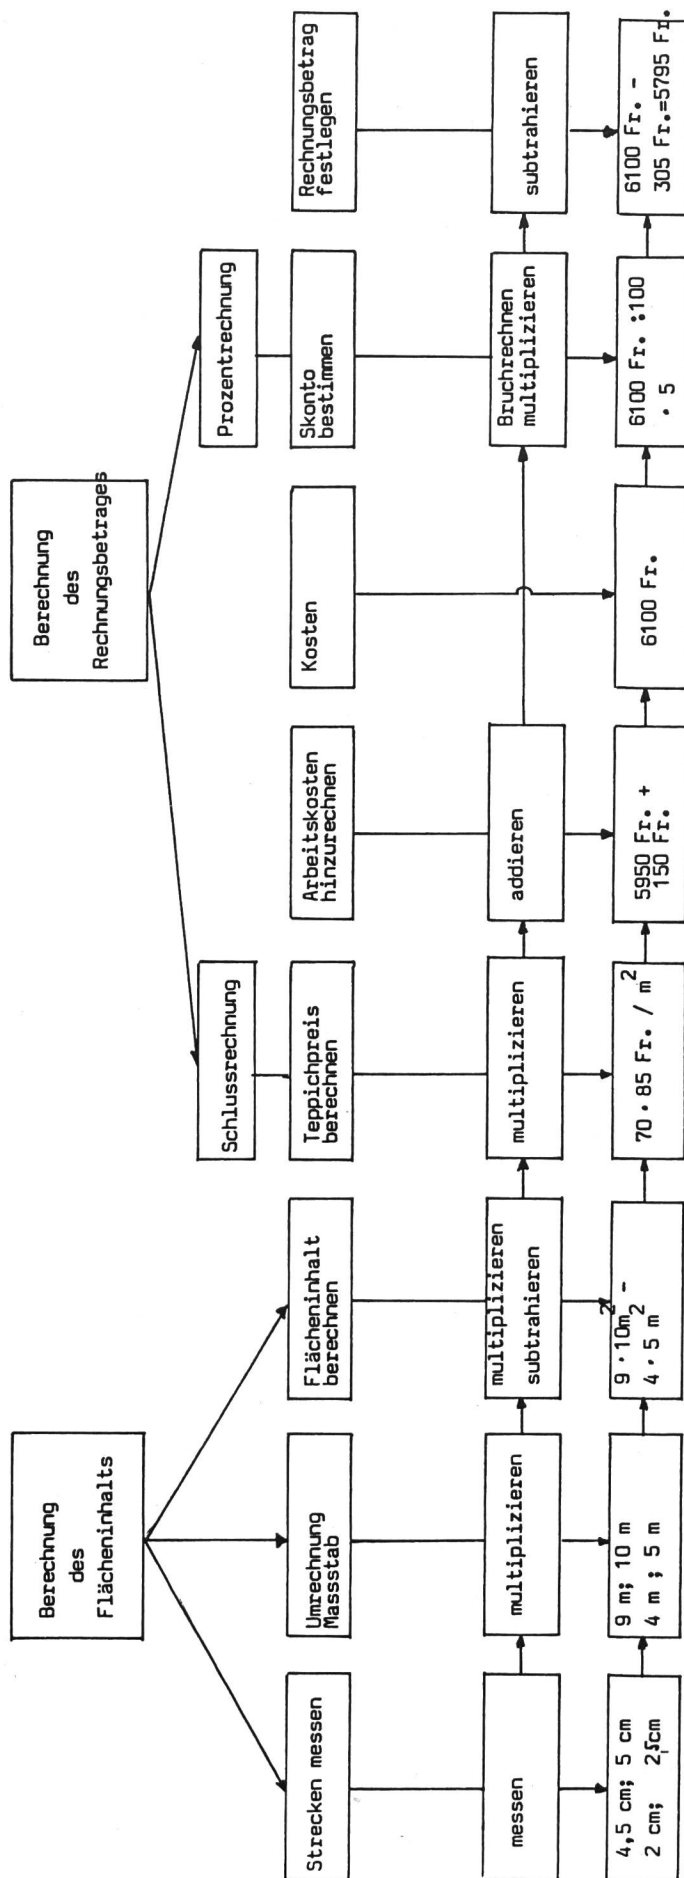 Berechnung
des
Flächeninhalts
Berechnung
des
Rechnungsbetrages
Schlussrechnung
Prozentrechnung
Strecken messen
Umrechnung
Massstab
Flächeninhalt
berechnen
Teppichpreis
berechnen
Arbeitskosten
hinzurechnen
Kosten
Skonto
bestimmen
Rechnungsbetrag
festlegen
messen
multiplizieren
multiplizieren
subtrahieren
multiplizieren
addieren
Bruchrechnen
multiplizieren
subtrahieren
4,5 cm; 5 cm
2 cm; 2,5cm
9 m; 10 m
4 m ; 5 m
9 · 10m² -
4 · 5 m²
70 · 85 Fr. / m²
5950 Fr. +
150 Fr.
6100 Fr.
6100 Fr. :100
· 5
6100 Fr. -
305 Fr.=5795 Fr.